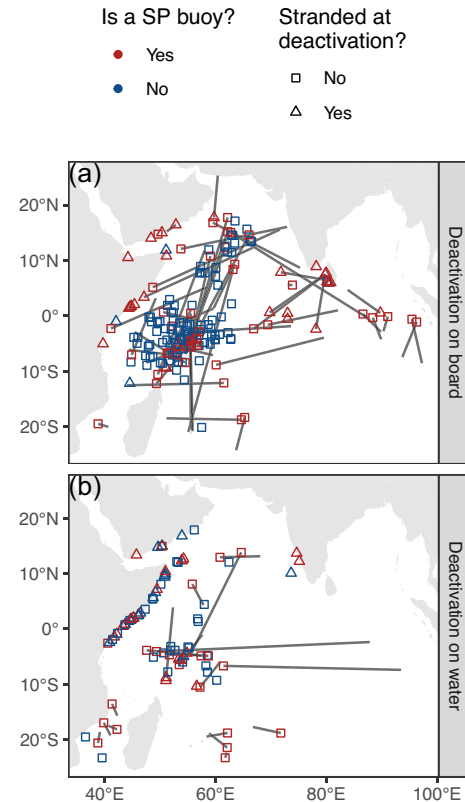 Is a SP buoy?
Yes
No
Stranded at
deactivation?
No
Yes
(a)
20°N
10°N
0°
10°S
20°S
Deactivation on board
(b)
20°N
10°N
0°
10°S
20°S
Deactivation on water
40°E
60°E
80°E
100°E